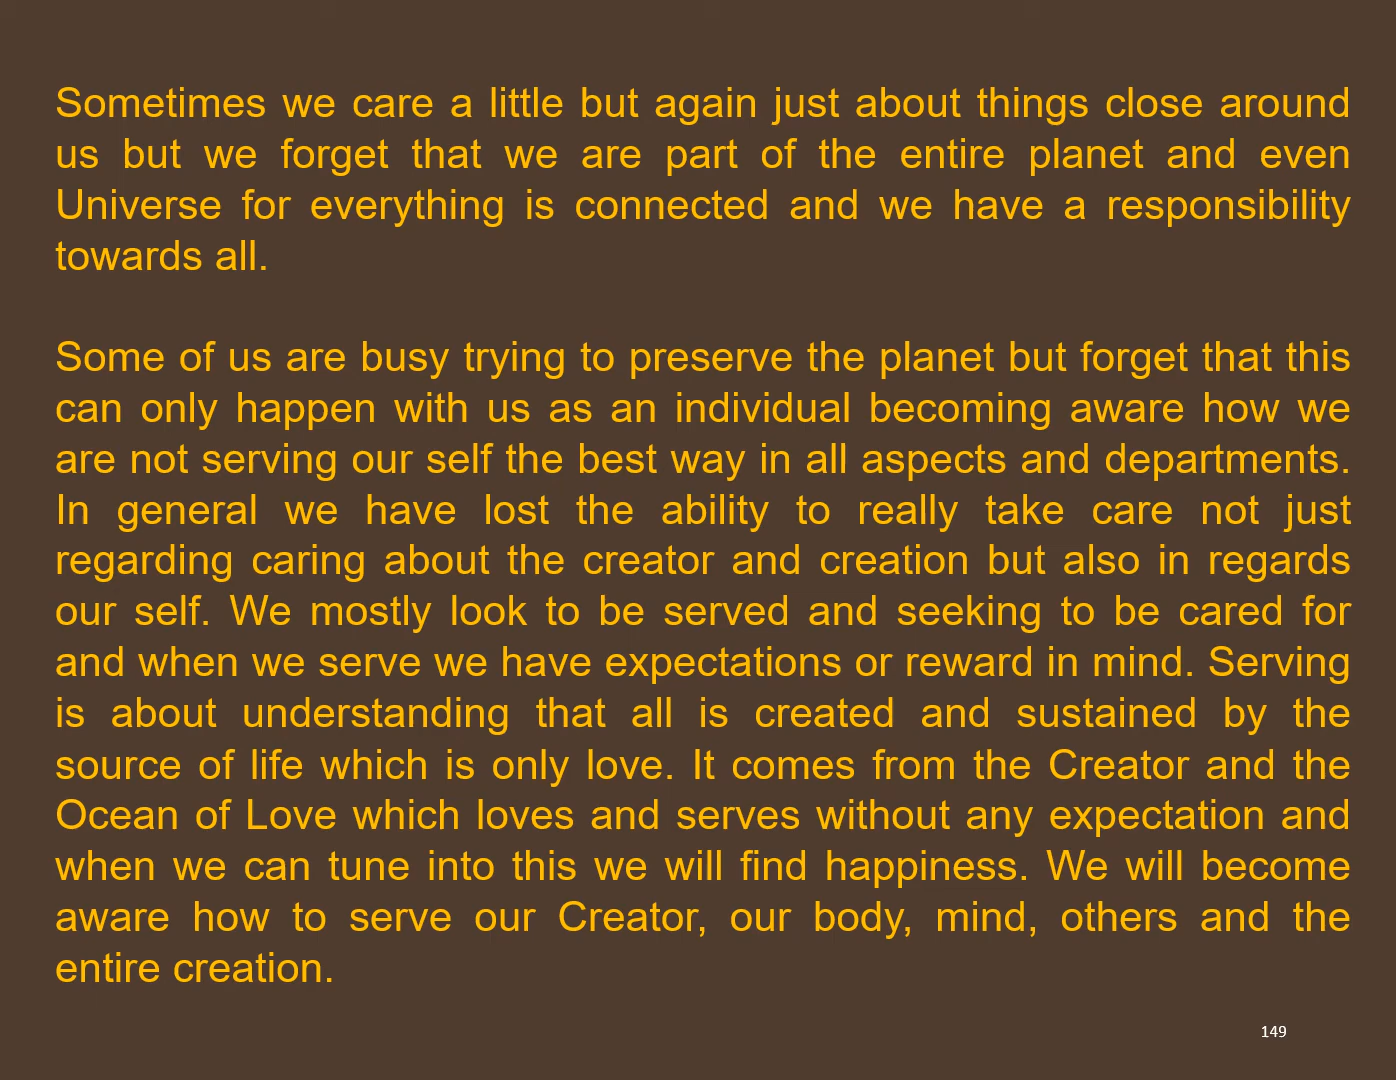 Sometimes we care a little but again just about things close around
us but we forget that we are part of the entire planet and even
Universe for everything is connected and we have a responsibility
towards all.
Some of us are busy trying to preserve the planet but forget that this
can only happen with us as an individual becoming aware how we
are not serving our self the best way in all aspects and departments.
In general we have lost the ability to really take care not just
regarding caring about the creator and creation but also in regards
our self. We mostly look to be served and seeking to be cared for
and when we serve we have expectations or reward in mind. Serving
is about understanding that all is created and sustained by the
source of life which is only love. It comes from the Creator and the
Ocean of Love which loves and serves without any expectation and
when we can tune into this we will find happiness. We will become
aware how to serve our Creator, our body, mind, others and the
entire creation.
149